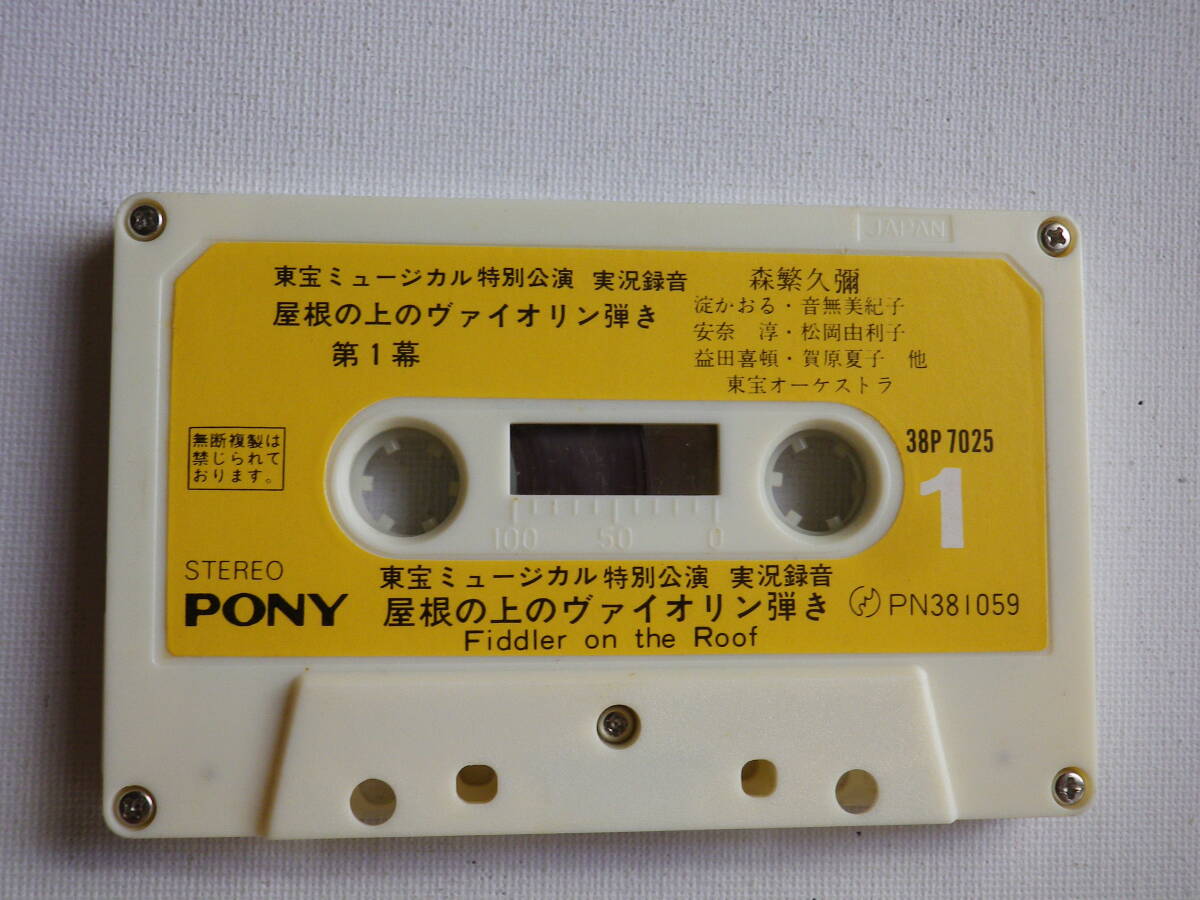 JAPAN
東宝ミュージカル特別公演 実況録音
屋根の上のヴァイオリン弾き
第1幕
森繁久彌
淀かおる・音無美紀子
安奈 淳・松岡由利子
益田喜頓・賀原夏子 他
東宝オーケストラ
無断複製は
禁じられて
おります。
38P 7025
1
100 50 0
STEREO
PONY
東宝ミュージカル特別公演 実況録音
屋根の上のヴァイオリン弾き
Fiddler on the Roof
PN381059